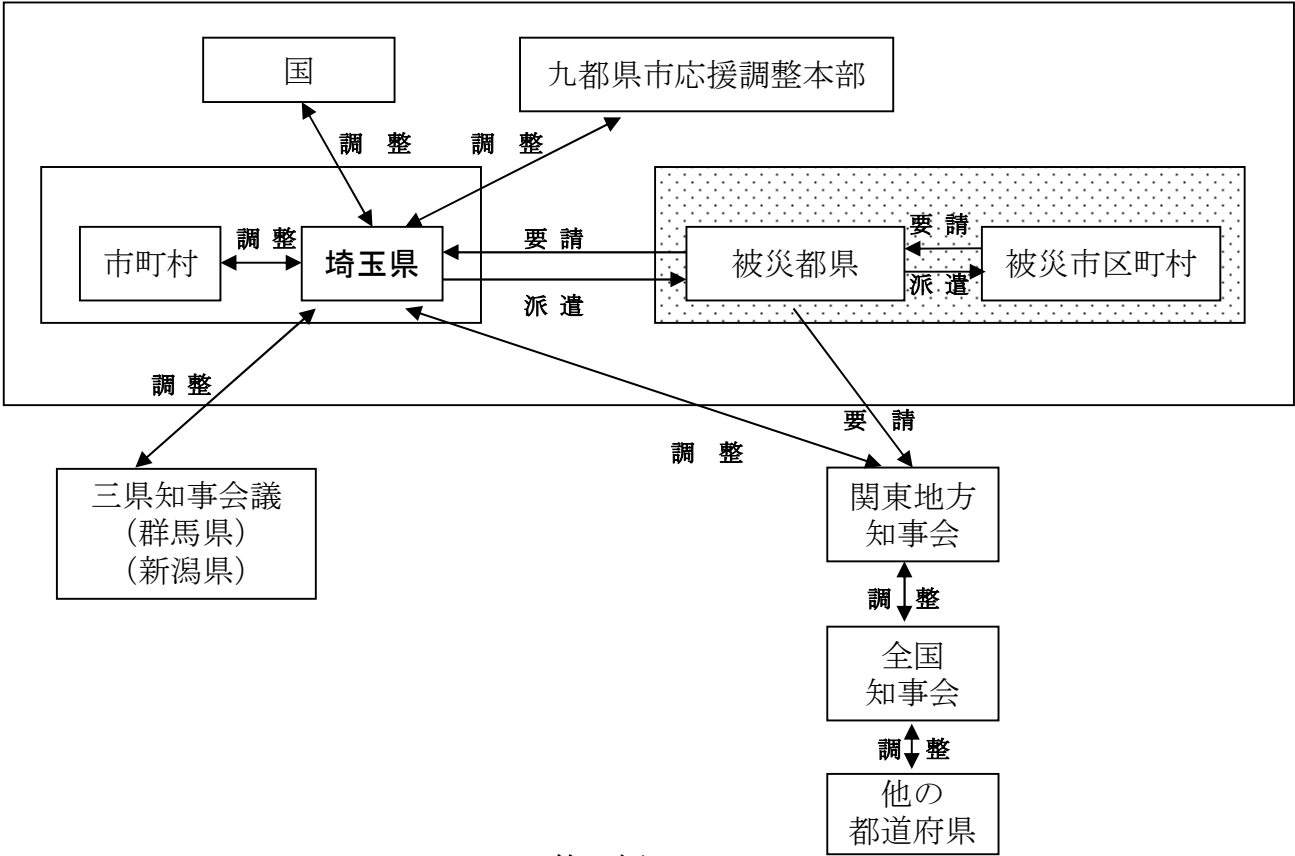 国
九都県市応援調整本部
調　整
調　整
市町村
調 整
埼玉県
要 請
派 遣
被災都県
要 請
派 遣
被災市区町村
調 整
調　整
要　請
三県知事会議
（群馬県）
（新潟県）
関東地方
知事会
調 整
全国
知事会
調 整
他の
都道府県